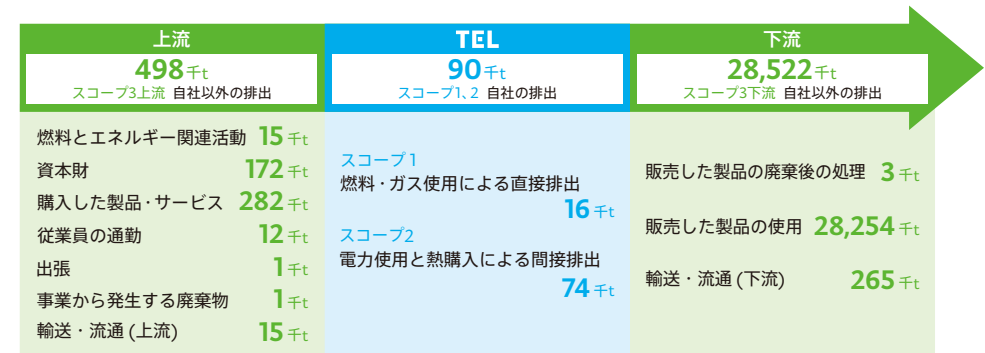 上流
498千t
スコープ3上流 自社以外の排出
燃料とエネルギー関連活動 15千t
資本財 172千t
購入した製品・サービス 282千t
従業員の通勤 12千t
出張 1千t
事業から発生する廃棄物 1千t
輸送・流通 (上流) 15千t
TEL
90千t
スコープ1、2 自社の排出
スコープ1
燃料・ガス使用による直接排出
16千t
スコープ2
電力使用と熱購入による間接排出
74千t
下流
28,522千t
スコープ3下流 自社以外の排出
販売した製品の廃棄後の処理 3千t
販売した製品の使用 28,254千t
輸送・流通 (下流) 265千t